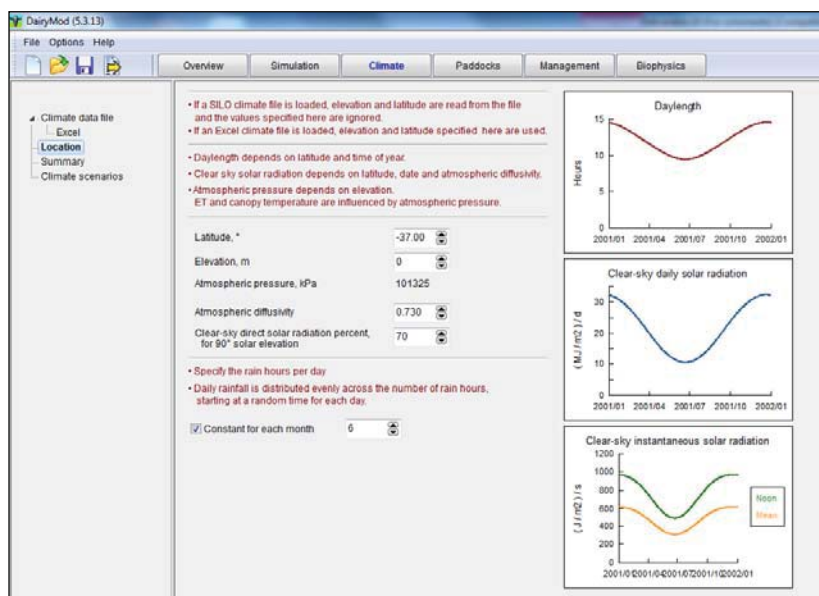 DairyMod (5.3.13)
File Options Help
Overview Simulation Climate Paddocks Management Biophysics
Climate data file
Excel
Location
Summary
Climate scenarios
• If a SILO climate file is loaded, elevation and latitude are read from the file
and the values specified here are ignored.
• If an Excel climate file is loaded, elevation and latitude specified here are used.
• Daylength depends on latitude and time of year.
• Clear sky solar radiation depends on latitude, date and atmospheric diffusivity.
• Atmospheric pressure depends on elevation.
ET and canopy temperature are influenced by atmospheric pressure.
Latitude, ° -37.00
Elevation, m 0
Atmospheric pressure, kPa 101325
Atmospheric diffusivity 0.730
Clear-sky direct solar radiation percent,
for 90° solar elevation 70
• Specify the rain hours per day
• Daily rainfall is distributed evenly across the number of rain hours,
starting at a random time for each day.
Constant for each month 6
Daylength
Hours
15
10
5
0
2001/01 2001/04 2001/07 2001/10 2002/01
Clear-sky daily solar radiation
(MJ / m2) / d
30
20
10
0
2001/01 2001/04 2001/07 2001/10 2002/01
Clear-sky instantaneous solar radiation
(J / m2) / s
1200
1000
800
600
400
200
0
Noon
Mean
2001/01 2001/04 2001/07 2001/10 2002/01